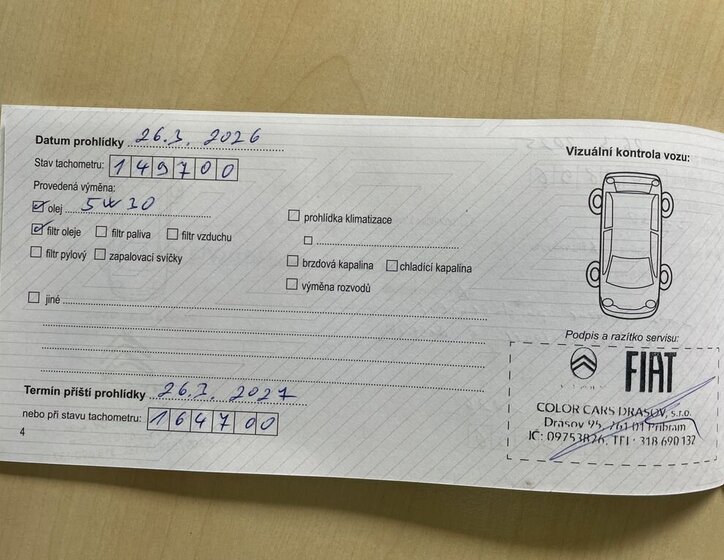 Datum prohlídky 26.3. 2026
Stav tachometru: 149700
Provedená výměna:
olej 5W30
filtr oleje filtr paliva filtr vzduchu
filtr pylový zapalovací svíčky
prohlídka klimatizace
brzdová kapalina chladící kapalina
výměna rozvodů
jiné
Termín příští prohlídky 26.3. 2027
nebo při stavu tachometru: 164700
4
Vizuální kontrola vozu:
Podpis a razítko servisu:
FIAT
COLOR CARS DRASOV, s.r.o.
Drasov 95, 261 01 Příbram
IČ: 09753826, TEL: 318 690 132